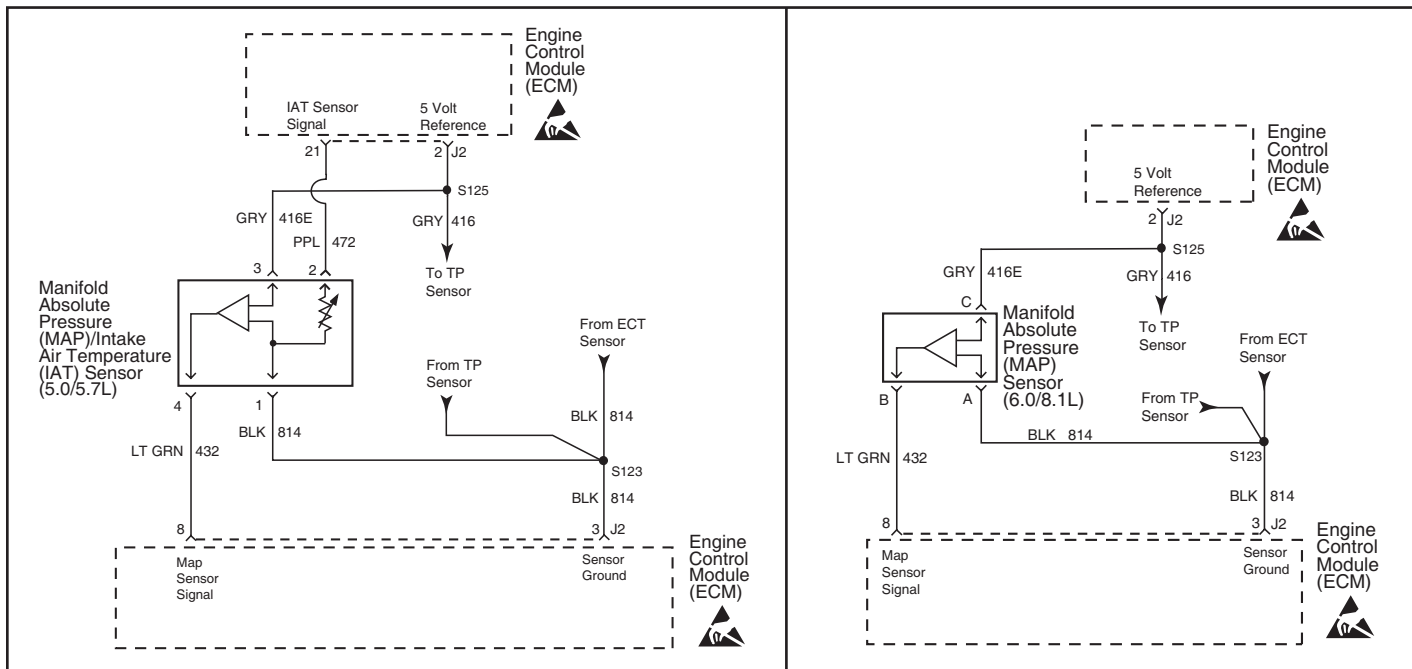 Engine
Control
Module
(ECM)
IAT Sensor
Signal
5 Volt
Reference
21
2
J2
S125
GRY
416E
GRY
416
PPL
472
3
2
To TP
Sensor
Manifold
Absolute
Pressure
(MAP)/Intake
Air Temperature
(IAT) Sensor
(5.0/5.7L)
From ECT
Sensor
From TP
Sensor
4
1
BLK
814
BLK
814
LT GRN
432
S123
BLK
814
8
3
J2
Map
Sensor
Signal
Sensor
Ground
Engine
Control
Module
(ECM)
Engine
Control
Module
(ECM)
5 Volt
Reference
2
J2
S125
GRY
416E
GRY
416
C
Manifold
Absolute
Pressure
(MAP)
Sensor
(6.0/8.1L)
To TP
Sensor
From ECT
Sensor
From TP
Sensor
B
A
BLK
814
LT GRN
432
S123
BLK
814
8
3
J2
Map
Sensor
Signal
Sensor
Ground
Engine
Control
Module
(ECM)